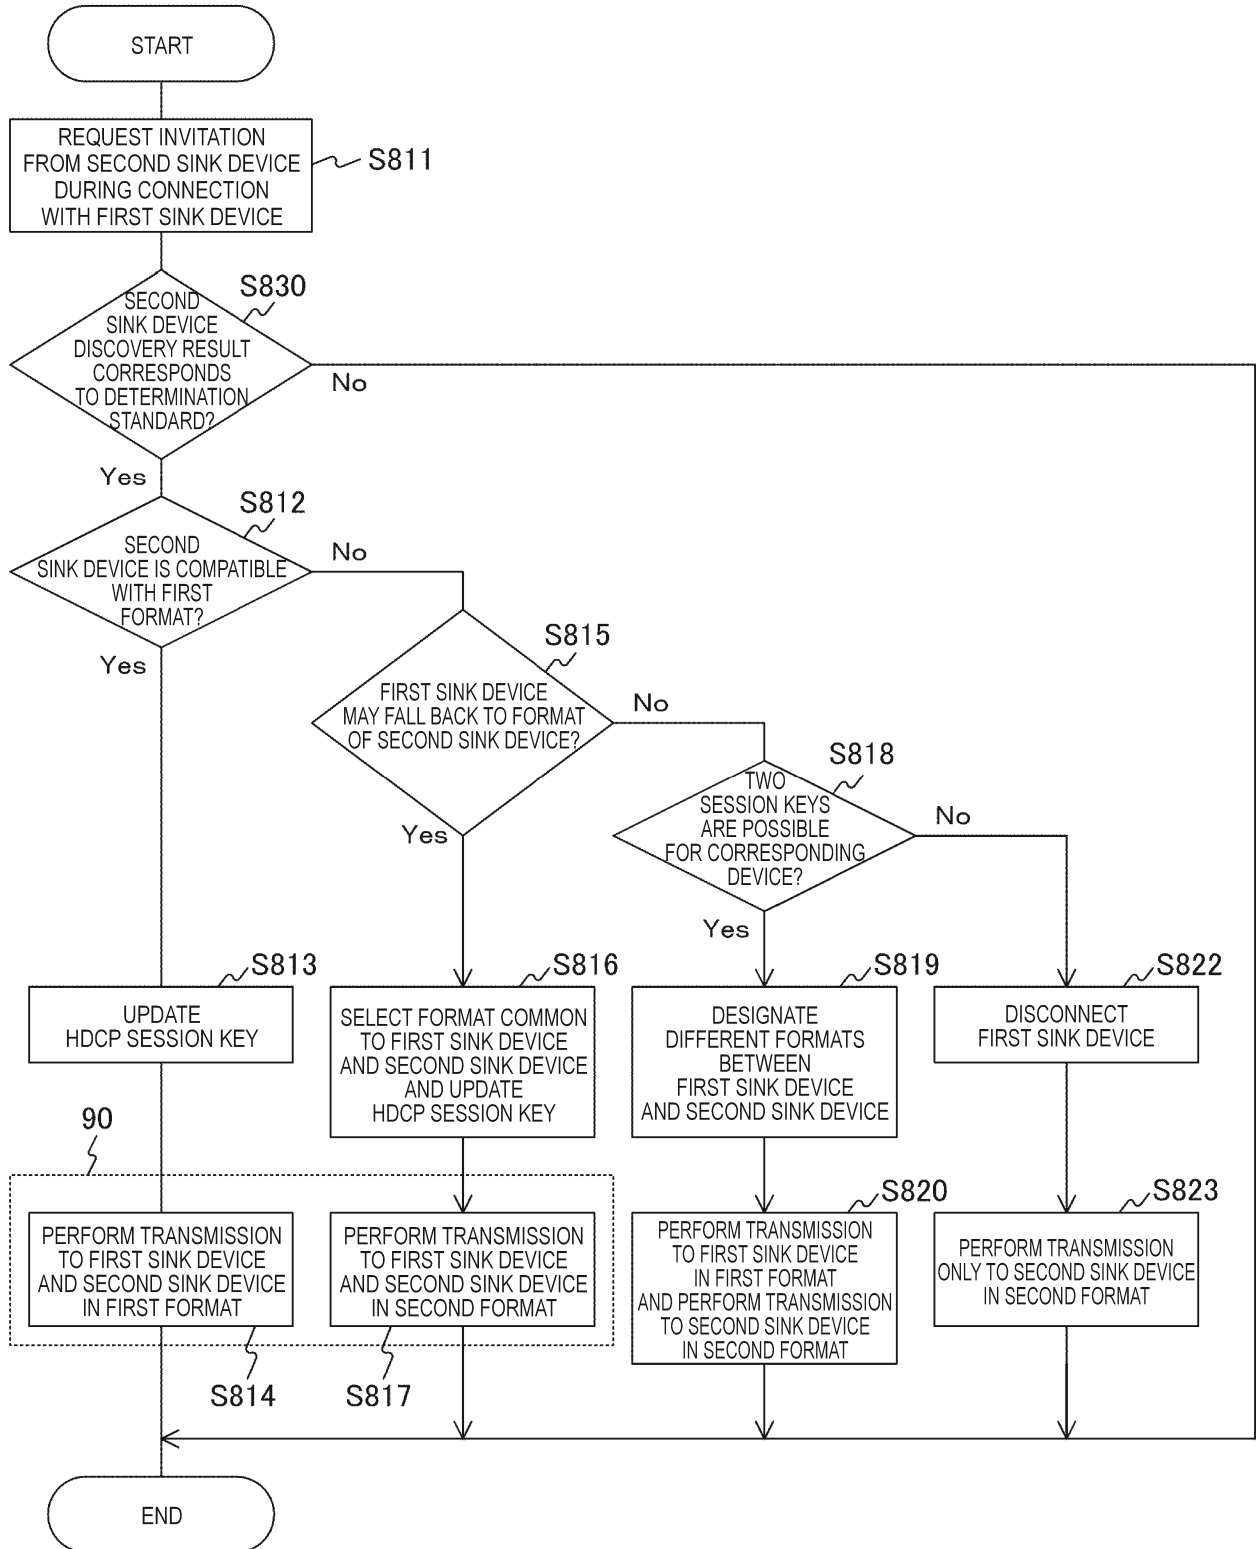 START
REQUEST INVITATION
FROM SECOND SINK DEVICE
DURING CONNECTION
WITH FIRST SINK DEVICE
S811
S830
SECOND
SINK DEVICE
DISCOVERY RESULT
CORRESPONDS
TO DETERMINATION
STANDARD?
No
Yes
S812
SECOND
SINK DEVICE IS COMPATIBLE
WITH FIRST
FORMAT?
No
Yes
S815
FIRST SINK DEVICE
MAY FALL BACK TO FORMAT
OF SECOND SINK DEVICE?
No
Yes
S818
TWO
SESSION KEYS
ARE POSSIBLE
FOR CORRESPONDING
DEVICE?
No
Yes
S813
UPDATE
HDCP SESSION KEY
S816
SELECT FORMAT COMMON
TO FIRST SINK DEVICE
AND SECOND SINK DEVICE
AND UPDATE
HDCP SESSION KEY
S819
DESIGNATE
DIFFERENT FORMATS
BETWEEN
FIRST SINK DEVICE
AND SECOND SINK DEVICE
S822
DISCONNECT
FIRST SINK DEVICE
90
PERFORM TRANSMISSION
TO FIRST SINK DEVICE
AND SECOND SINK DEVICE
IN FIRST FORMAT
S814
PERFORM TRANSMISSION
TO FIRST SINK DEVICE
AND SECOND SINK DEVICE
IN SECOND FORMAT
S817
S820
PERFORM TRANSMISSION
TO FIRST SINK DEVICE
IN FIRST FORMAT
AND PERFORM TRANSMISSION
TO SECOND SINK DEVICE
IN SECOND FORMAT
S823
PERFORM TRANSMISSION
ONLY TO SECOND SINK DEVICE
IN SECOND FORMAT
END